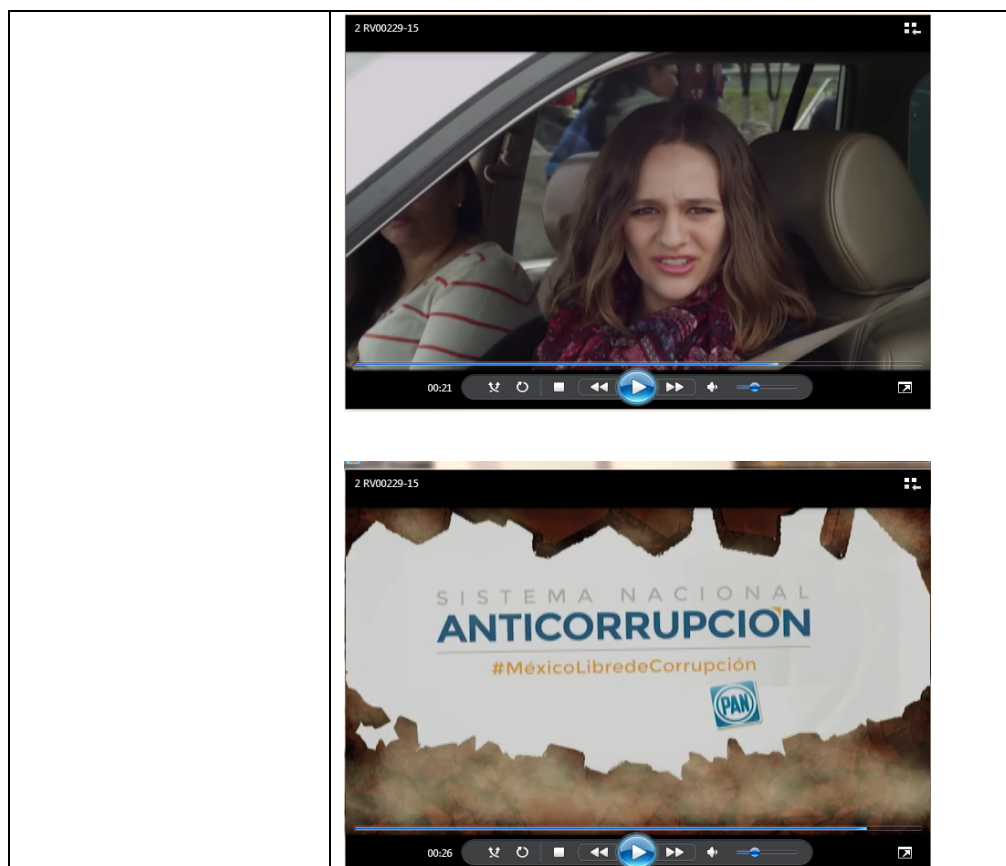 2 RV00229-15
00:21
2 RV00229-15
SISTEMA NACIONAL
ANTICORRUPCIÓN
#MéxicoLibredeCorrupción
PAN
00:26